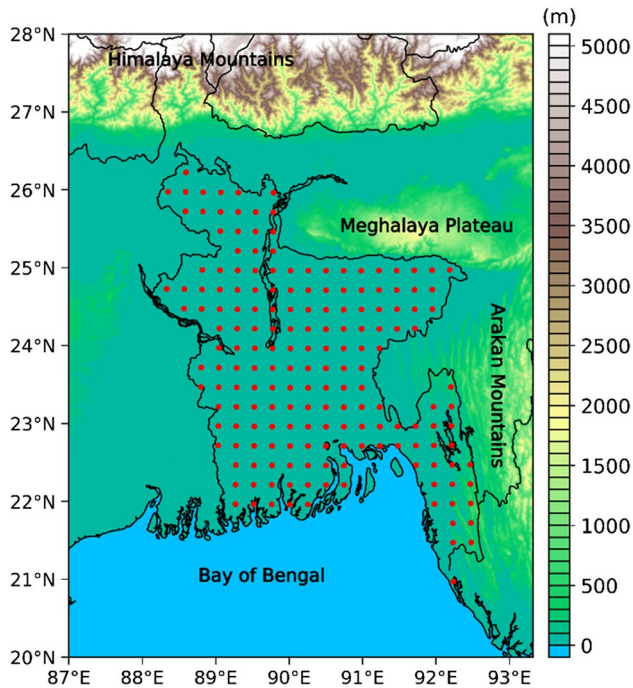 (m)
28°N
27°N
26°N
25°N
24°N
23°N
22°N
21°N
20°N
Himalaya Mountains
Meghalaya Plateau
Arakan Mountains
Bay of Bengal
87°E 88°E 89°E 90°E 91°E 92°E 93°E
5000
4500
4000
3500
3000
2500
2000
1500
1000
500
0